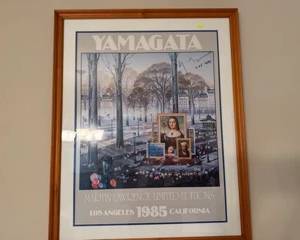 YAMAGATA
MARTIN LAWRENCE LIMITED EDITIONS
LOS ANGELES 1985 CALIFORNIA